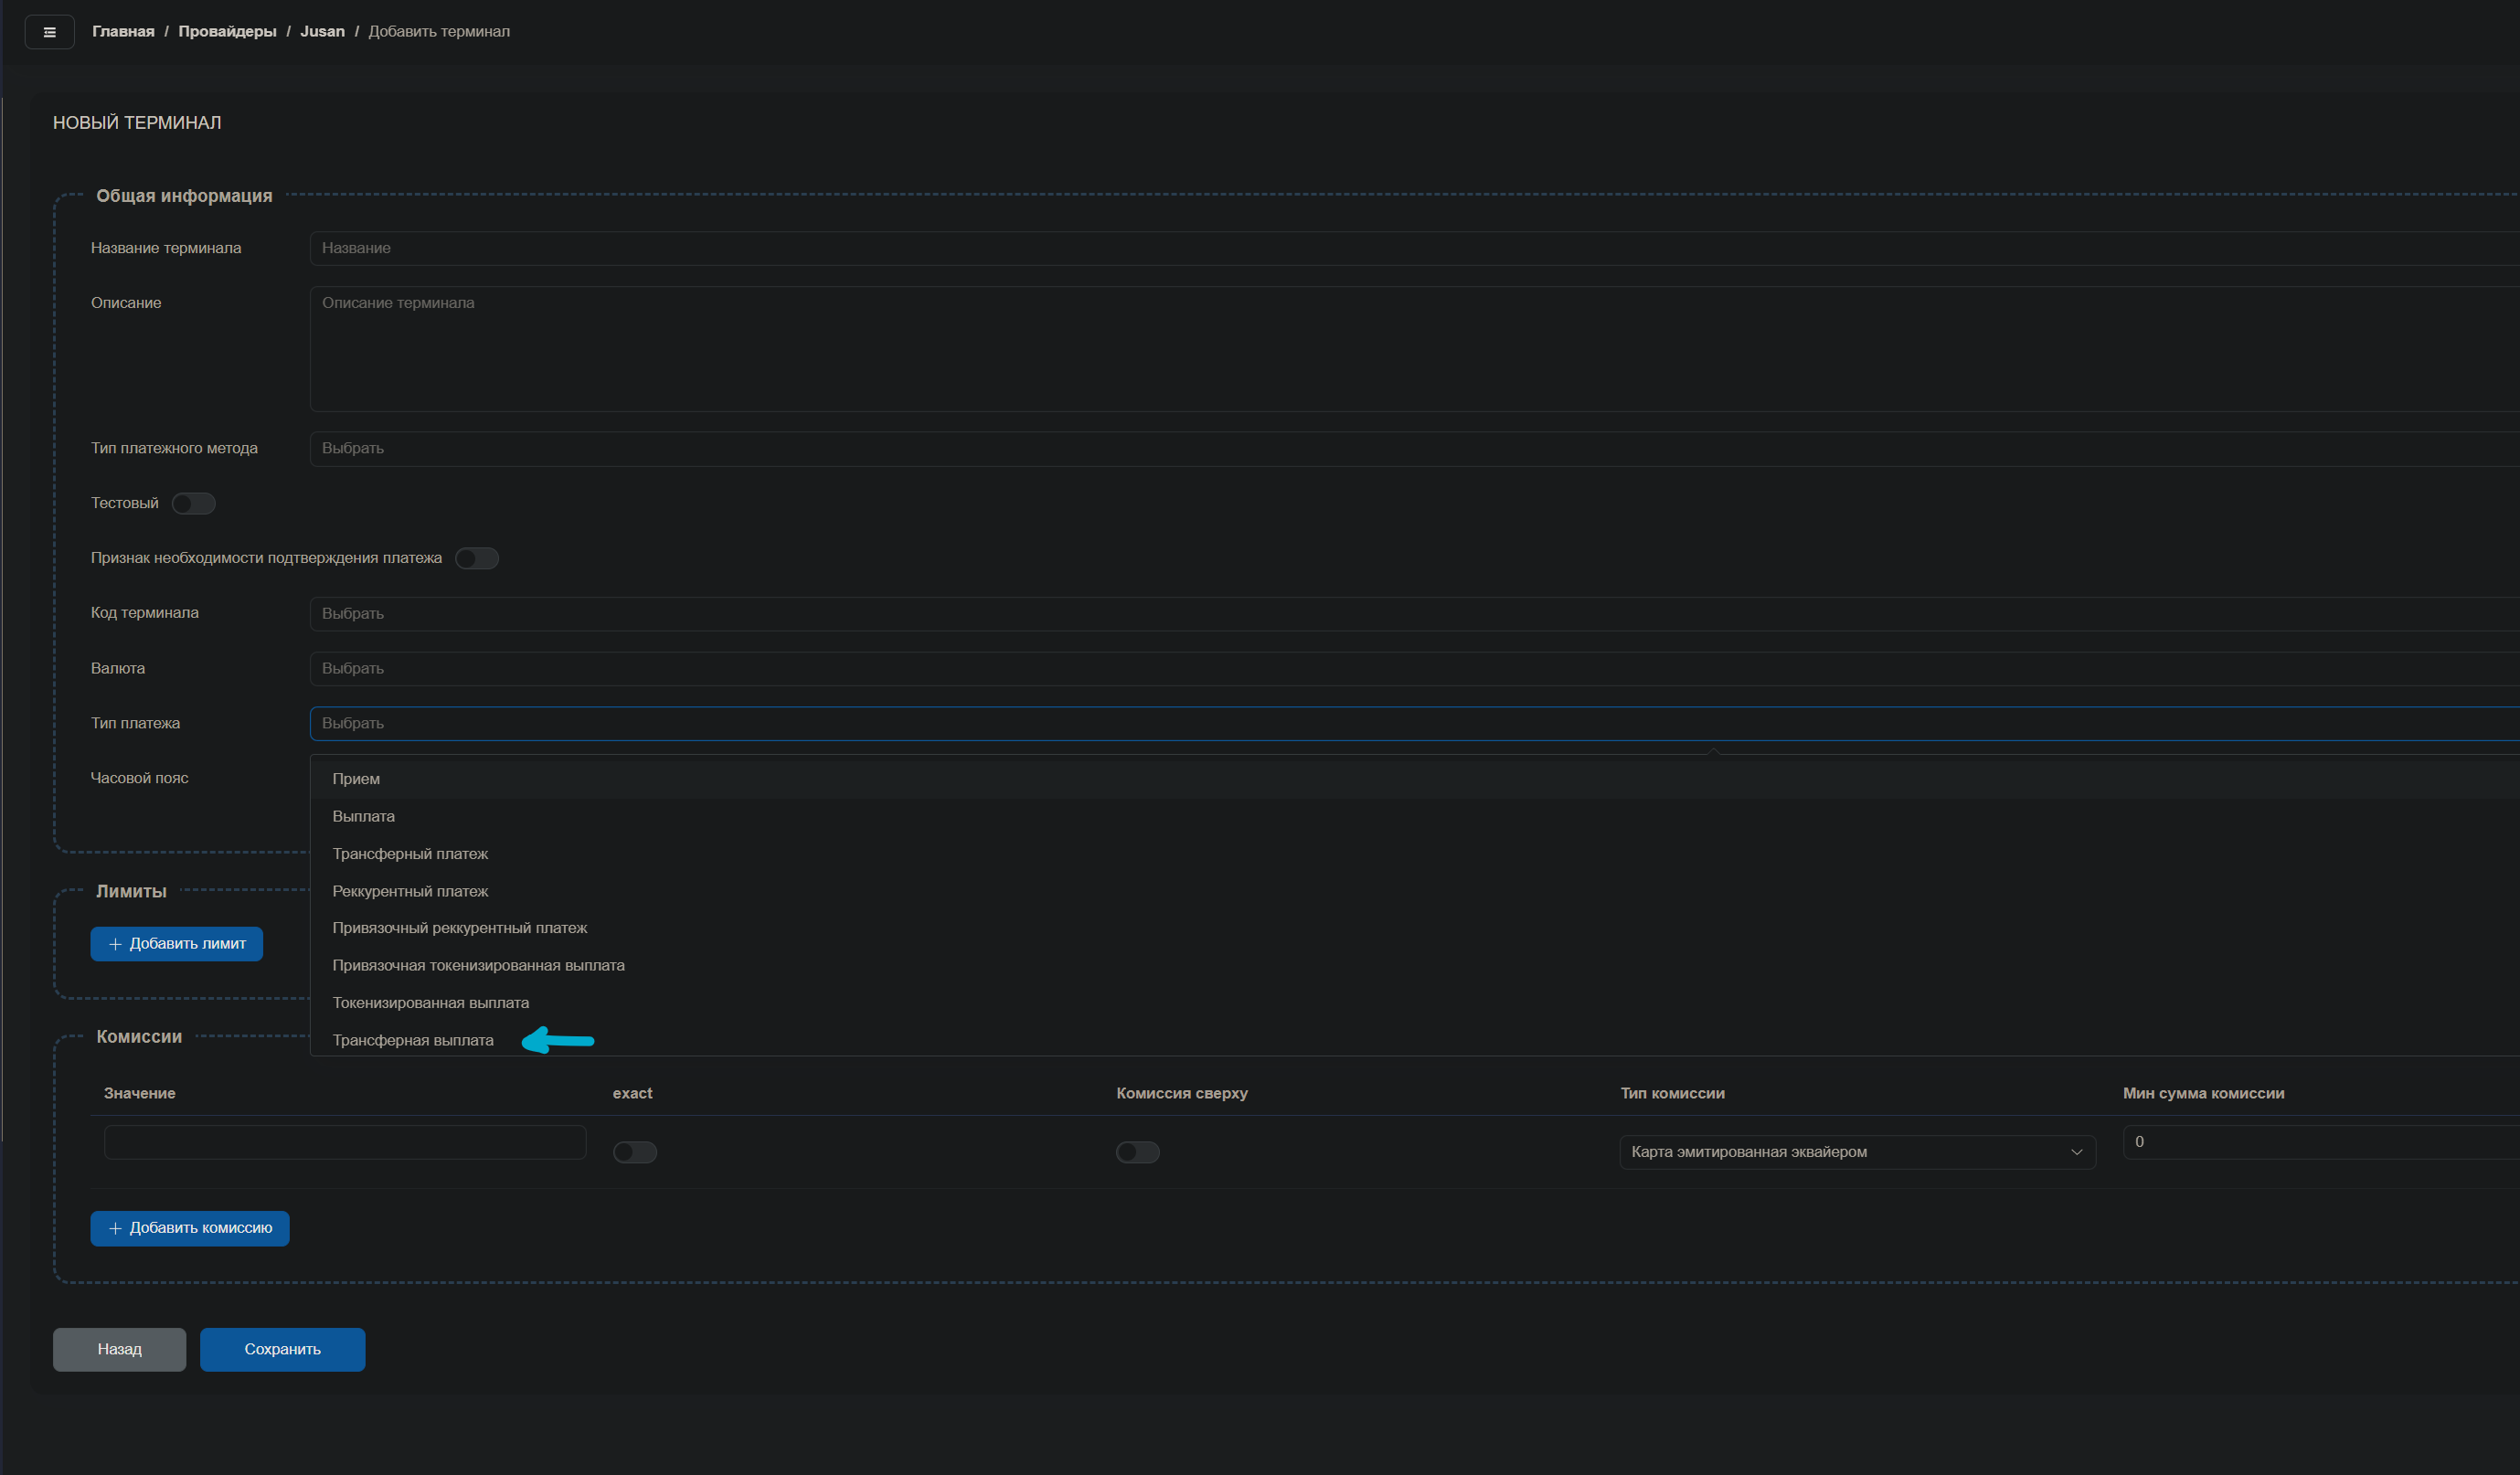 Главная / Провайдеры / Jusan / Добавить терминал
НОВЫЙ ТЕРМИНАЛ
Общая информация
Название терминала Название
Описание Описание терминала
Тип платежного метода Выбрать
Тестовый
Признак необходимости подтверждения платежа
Код терминала Выбрать
Валюта Выбрать
Тип платежа Выбрать
Часовой пояс
Прием
Выплата
Трансферный платеж
Реккурентный платеж
Привязочный реккурентный платеж
Привязочная токенизированная выплата
Токенизированная выплата
Трансферная выплата
Лимиты
+ Добавить лимит
Комиссии
Значение exact Комиссия сверху Тип комиссии Мин сумма комиссии
Карта эмитированная эквайером 0
+ Добавить комиссию
Назад Сохранить